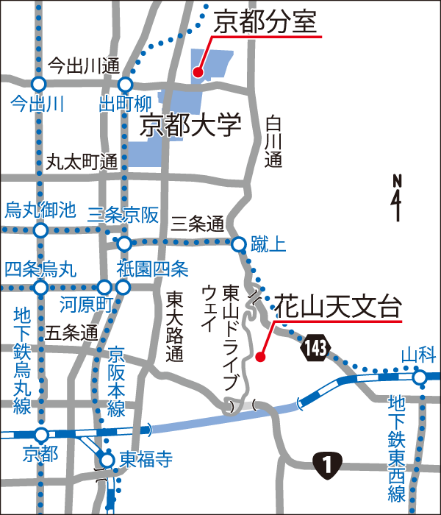 京都分室
今出川通
今出川
出町柳
京都大学
白川通
丸太町通
N
烏丸御池
三条京阪
三条通
蹴上
四条烏丸
祇園四条
河原町
東山ドライブ
ウェイ
花山天文台
東大路通
五条通
143
地下鉄烏丸線
京阪本線
山科
地下鉄東西線
京都
東福寺
1